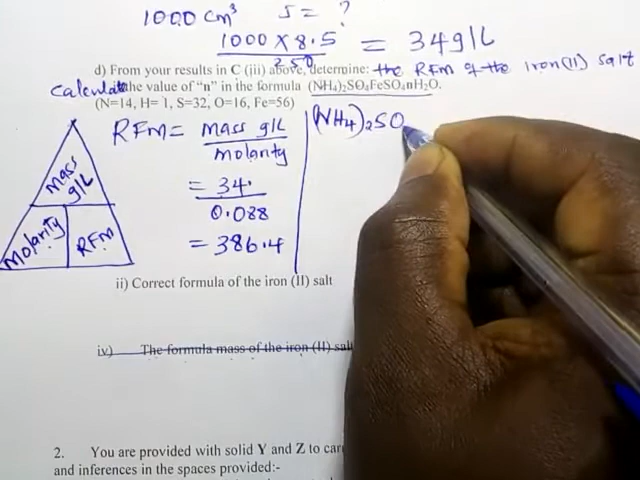 1000 cm³ 5 = ?
1000 × 8.5 = 34g/L
250
d) From your results in C (iii) above, determine: the RFM of the iron(II) salt
Calculate the value of "n" in the formula (NH₄)₂SO₄FeSO₄nH₂O.
(N=14, H= 1, S=32, O=16, Fe=56)
RFM = Mass g/L
molarity
= 34.
0.088
= 386.4
(NH₄)₂SO
Mass g/L
Molarity
RFM
ii) Correct formula of the iron (II) salt
iv) The formula mass of the iron (II) salt
2. You are provided with solid Y and Z to
and inferences in the spaces provided:-